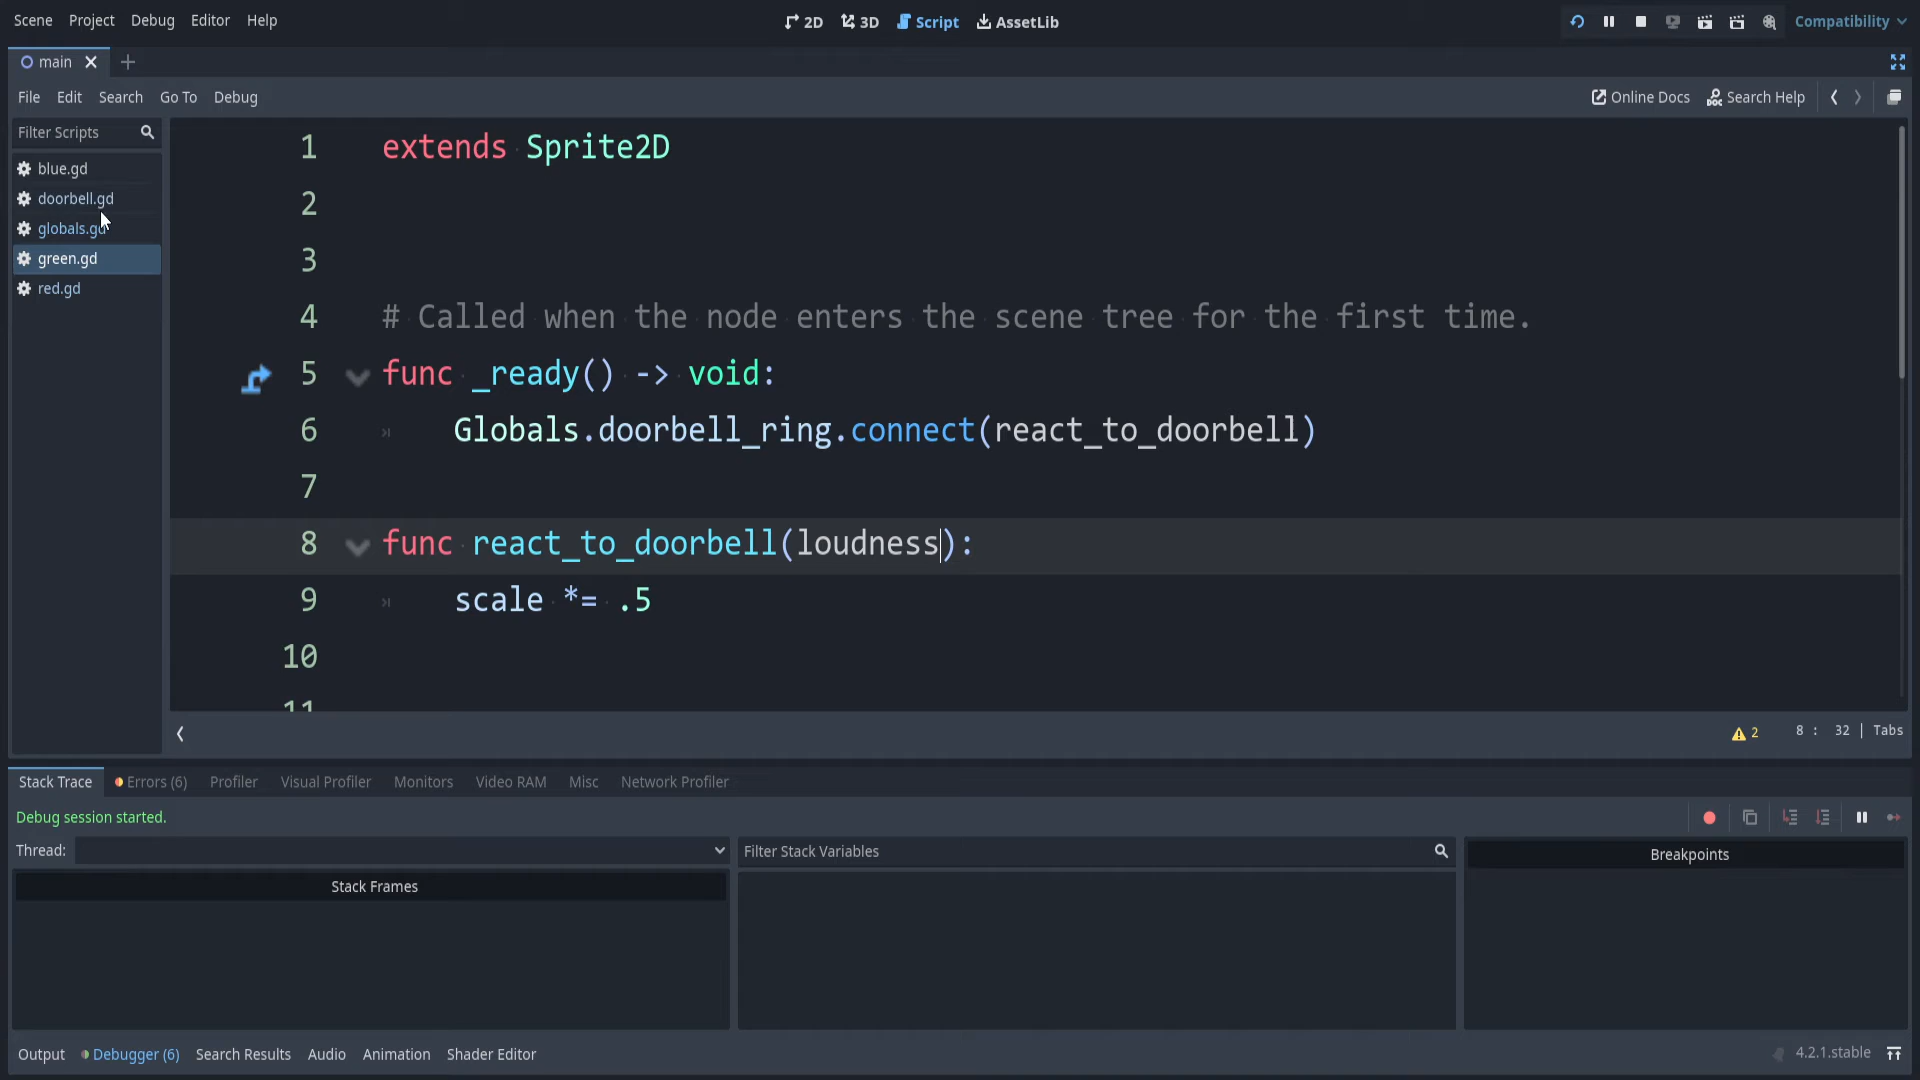 Scene Project Debug Editor Help 2D 3D Script AssetLib Compatibility
main
File Edit Search Go To Debug Online Docs Search Help
Filter Scripts
blue.gd
doorbell.gd
globals.gd
green.gd
red.gd
1 extends Sprite2D
2
3
4 # Called when the node enters the scene tree for the first time.
5 func _ready() -> void:
6 Globals.doorbell_ring.connect(react_to_doorbell)
7
8 func react_to_doorbell(loudness):
9 scale *= .5
10
11
2 8 : 32 | Tabs
Stack Trace Errors (6) Profiler Visual Profiler Monitors Video RAM Misc Network Profiler
Debug session started.
Thread: Filter Stack Variables Breakpoints
Stack Frames
Output Debugger (6) Search Results Audio Animation Shader Editor 4.2.1.stable